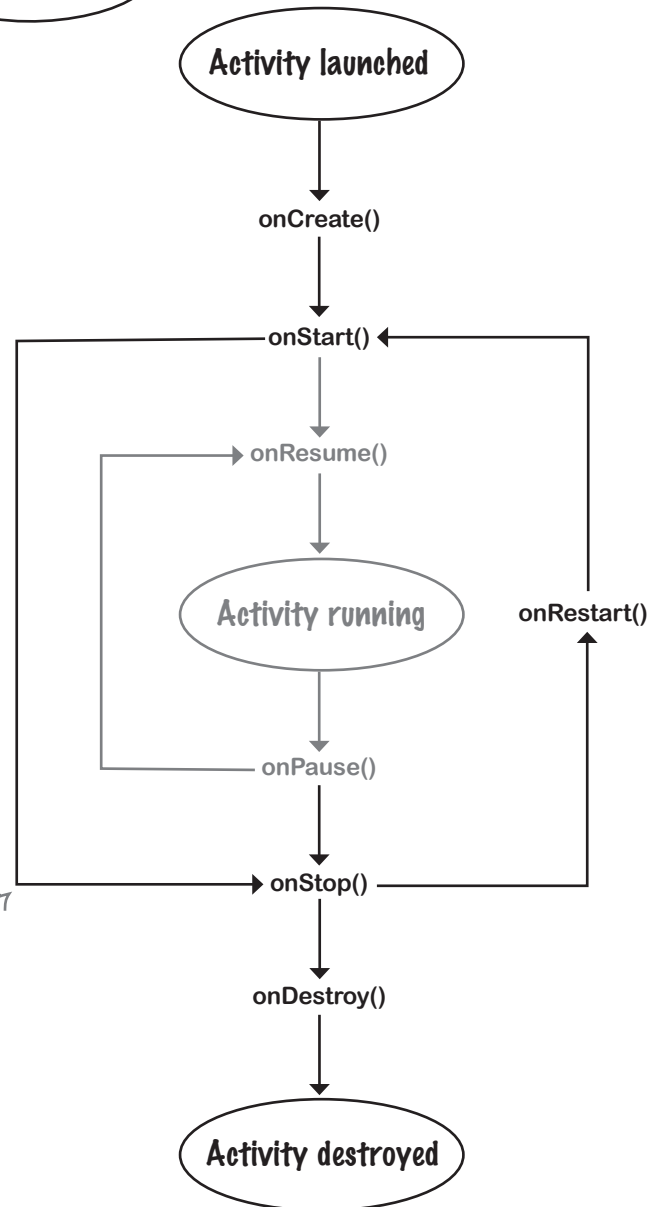 Activity launched
onCreate()
onStart()
onResume()
Activity running
onRestart()
onPause()
onStop()
onDestroy()
Activity destroyed